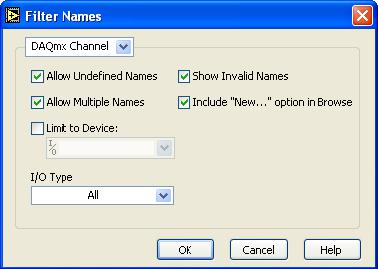 Filter Names
DAQmx Channel
Allow Undefined Names
Show Invalid Names
Allow Multiple Names
Include "New..." option in Browse
Limit to Device:
I/O
I/O Type
All
OK
Cancel
Help